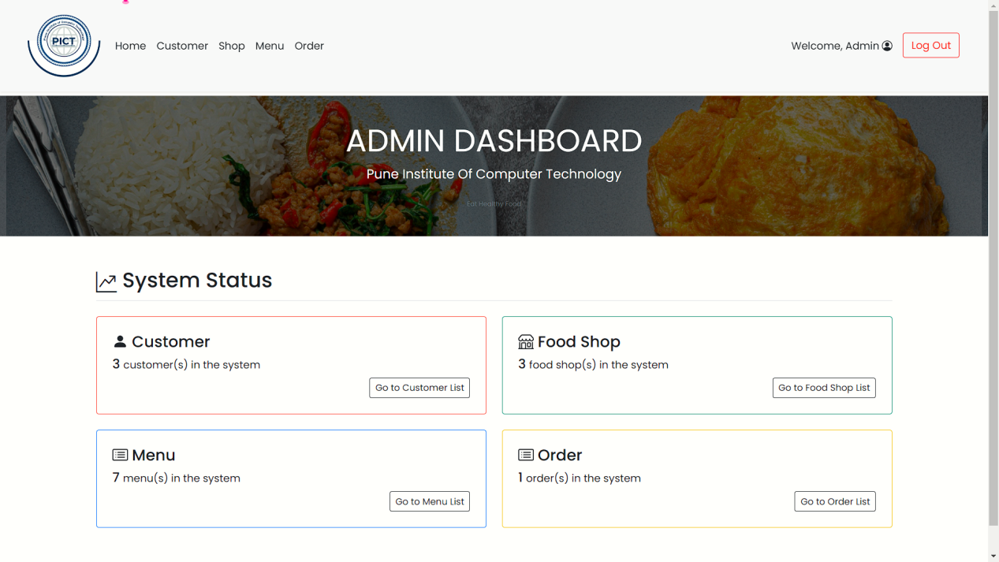 PICT
Home Customer Shop Menu Order
Welcome, Admin
Log Out
ADMIN DASHBOARD
Pune Institute Of Computer Technology
Eat Healthy Food
System Status
Customer
3 customer(s) in the system
Go to Customer List
Food Shop
3 food shop(s) in the system
Go to Food Shop List
Menu
7 menu(s) in the system
Go to Menu List
Order
1 order(s) in the system
Go to Order List